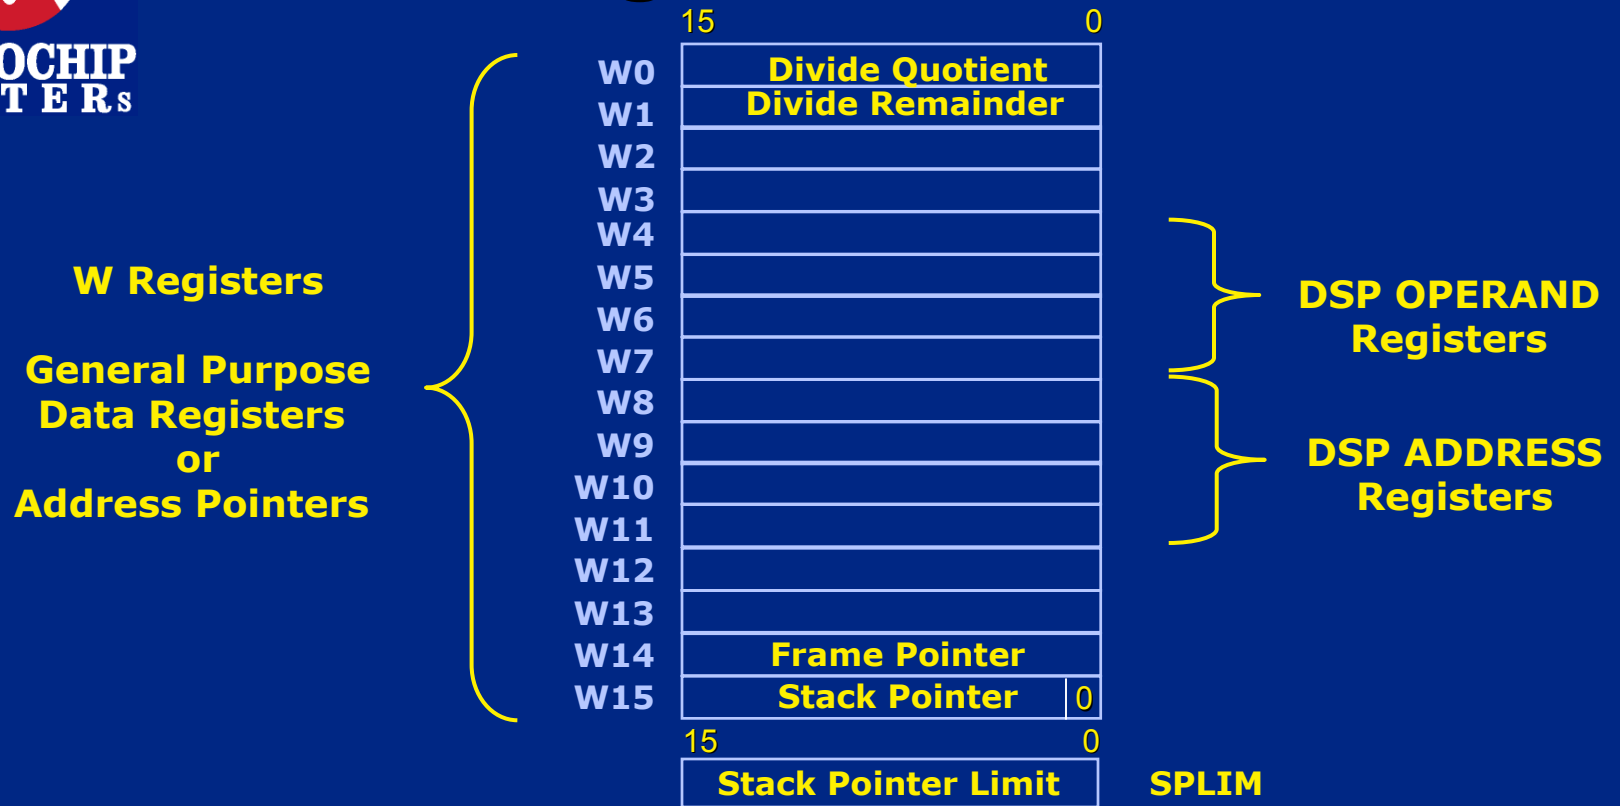 OCHIP
TERs
15 0
W0 Divide Quotient
W1 Divide Remainder
W2
W3
W4
W5
W6
W7
W8
W9
W10
W11
W12
W13
W14 Frame Pointer
W15 Stack Pointer 0
15 0
Stack Pointer Limit SPLIM
W Registers
General Purpose
Data Registers
or
Address Pointers
DSP OPERAND
Registers
DSP ADDRESS
Registers